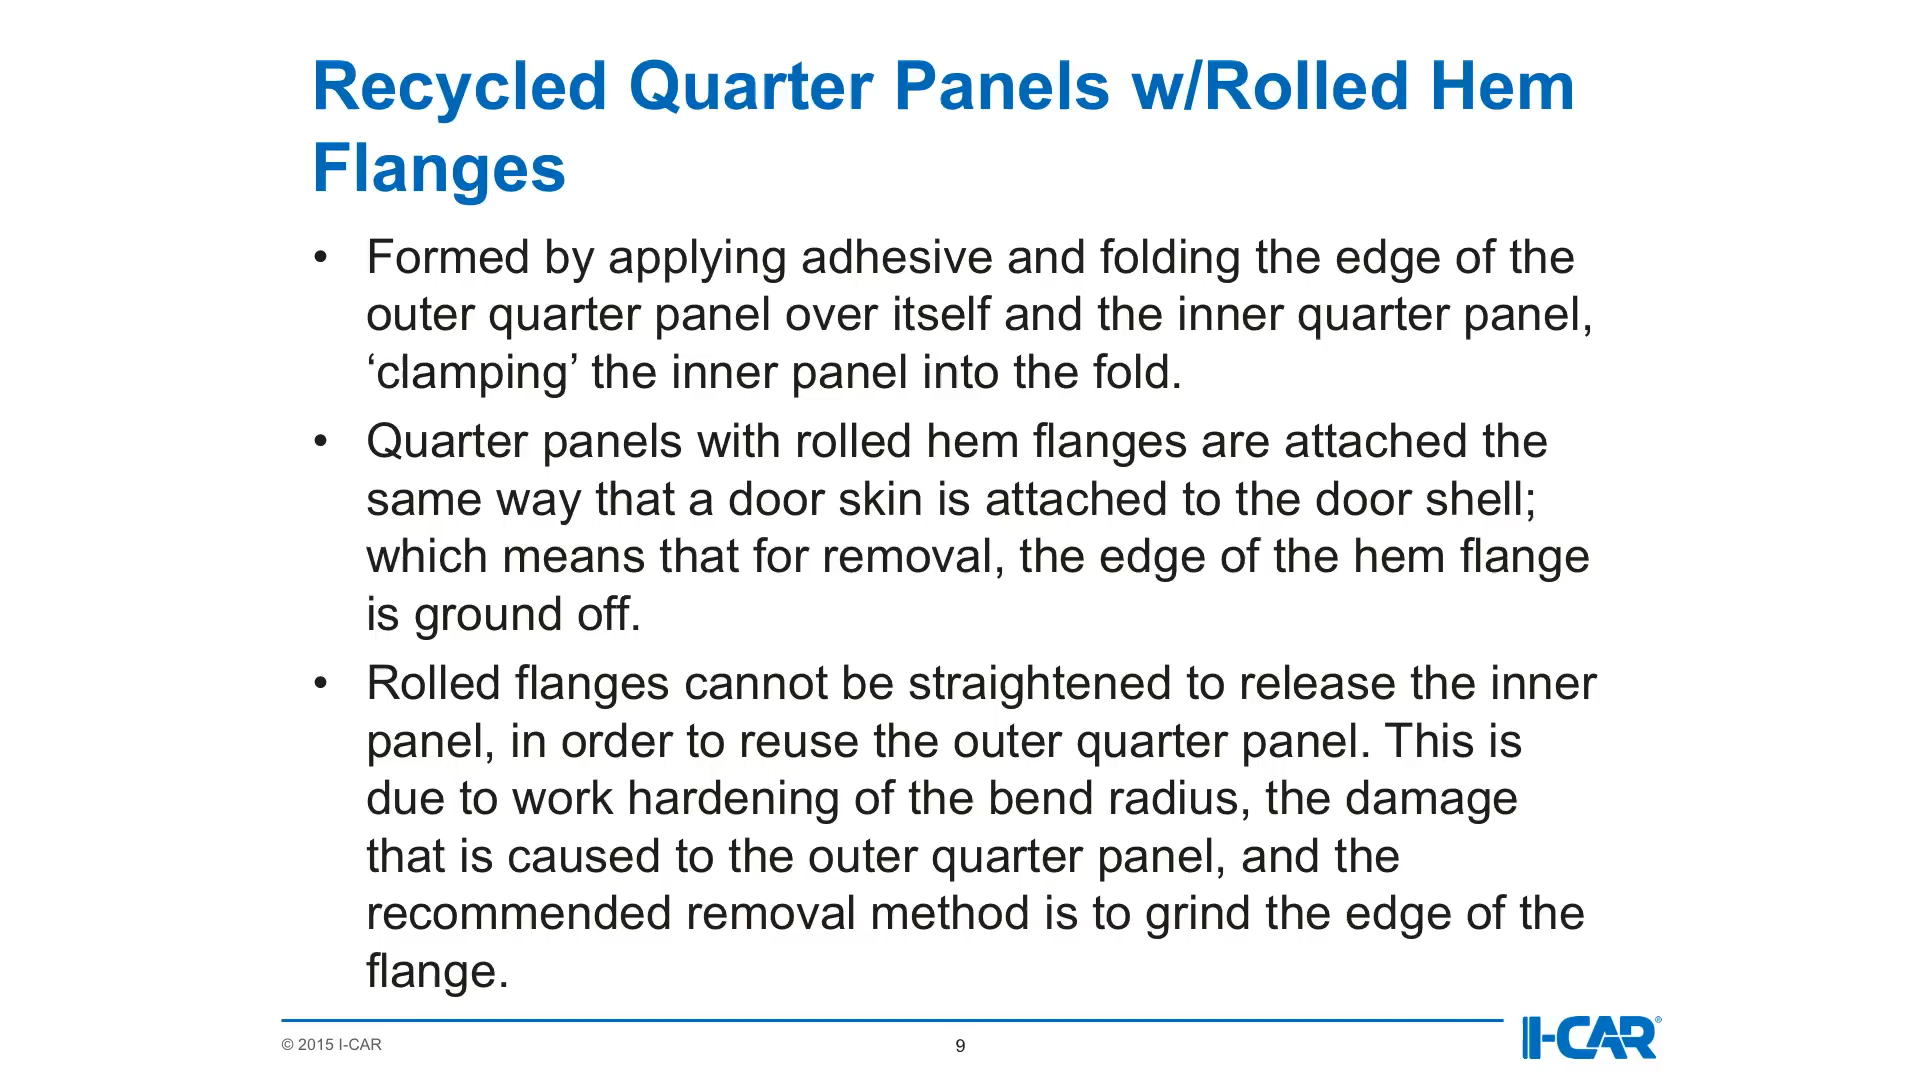 Recycled Quarter Panels w/Rolled Hem
Flanges
• Formed by applying adhesive and folding the edge of the
outer quarter panel over itself and the inner quarter panel,
‘clamping’ the inner panel into the fold.
• Quarter panels with rolled hem flanges are attached the
same way that a door skin is attached to the door shell;
which means that for removal, the edge of the hem flange
is ground off.
• Rolled flanges cannot be straightened to release the inner
panel, in order to reuse the outer quarter panel. This is
due to work hardening of the bend radius, the damage
that is caused to the outer quarter panel, and the
recommended removal method is to grind the edge of the
flange.
© 2015 I-CAR
9
I-CAR®